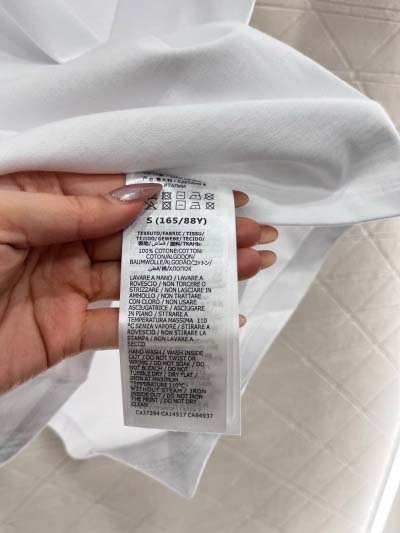 ИТАЛИИ
S (165/88Y)
TESSUTO/FABRIC/TISSU/
TEJIDO/GEWEBE/TECIDO/
100% COTONE/COTTON/
COTON/ALGODON/
BAUMWOLLE/ALGODÃO/コットン/
棉/ХЛОПОК
LAVARE A MANO / LAVARE A
ROVESCIO / NON TORCERE O
STRIZZARE / NON LASCIARE IN
AMMOLLO / NON TRATTARE
CON CLORO / NON USARE
ASCIUGATRICE / ASCIUGARE
IN PIANO / STIRARE A
TEMPERATURA MASSIMA 110
°C SENZA VAPORE / STIRARE A
ROVESCIO / NON STIRARE LA
STAMPA / NON LAVARE A
SECCO
HAND WASH / WASH INSIDE
OUT / DO NOT TWIST OR
WRING / DO NOT SOAK / DO
NOT BLEACH / DO NOT
TUMBLE DRY / DRY FLAT /
IRON AT MAXIMUM
TEMPERATURE 110°C
WITHOUT STEAM / IRON
INSIDE OUT / DO NOT IRON
THE PRINT / DO NOT DRY
CLEAN
CA14517 CA84937